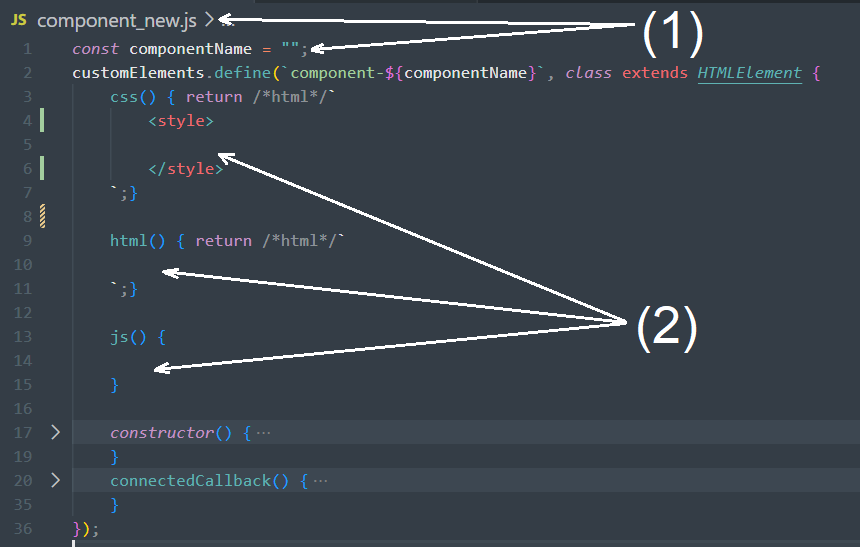 JS component_new.js > ...
(1)
1 const componentName = "";
2 customElements.define(`component-${componentName}`, class extends HTMLElement {
3 css() { return /*html*/`
4 <style>
5
6 </style>
7 `;}
8
9 html() { return /*html*/`
10
11 `;}
12
(2)
13 js() {
14
15 }
16
17 > constructor() { ...
19 }
20 > connectedCallback() { ...
35 }
36 });